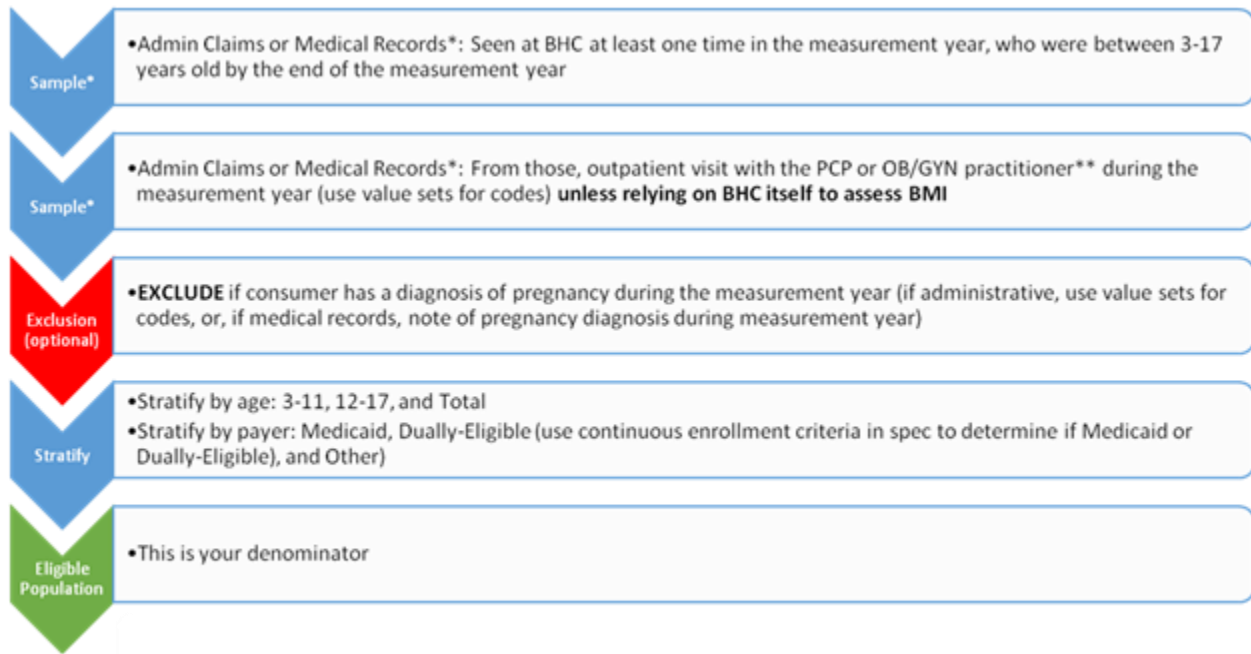 Sample*
•Admin Claims or Medical Records*: Seen at BHC at least one time in the measurement year, who were between 3-17
years old by the end of the measurement year
Sample*
•Admin Claims or Medical Records*: From those, outpatient visit with the PCP or OB/GYN practitioner** during the
measurement year (use value sets for codes) unless relying on BHC itself to assess BMI
Exclusion
(optional)
•EXCLUDE if consumer has a diagnosis of pregnancy during the measurement year (if administrative, use value sets for
codes, or, if medical records, note of pregnancy diagnosis during measurement year)
Stratify
•Stratify by age: 3-11, 12-17, and Total
•Stratify by payer: Medicaid, Dually-Eligible (use continuous enrollment criteria in spec to determine if Medicaid or
Dually-Eligible), and Other)
Eligible
Population
•This is your denominator